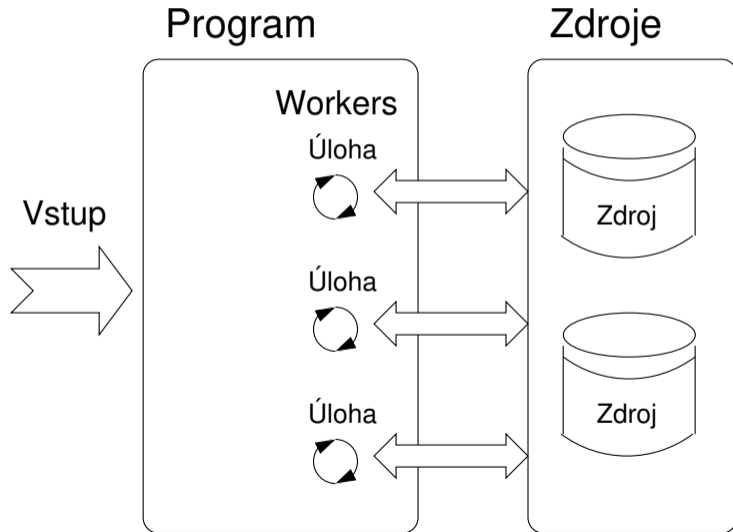 Program
Zdroje
Workers
Úloha
Zdroj
Vstup
Úloha
Úloha
Zdroj